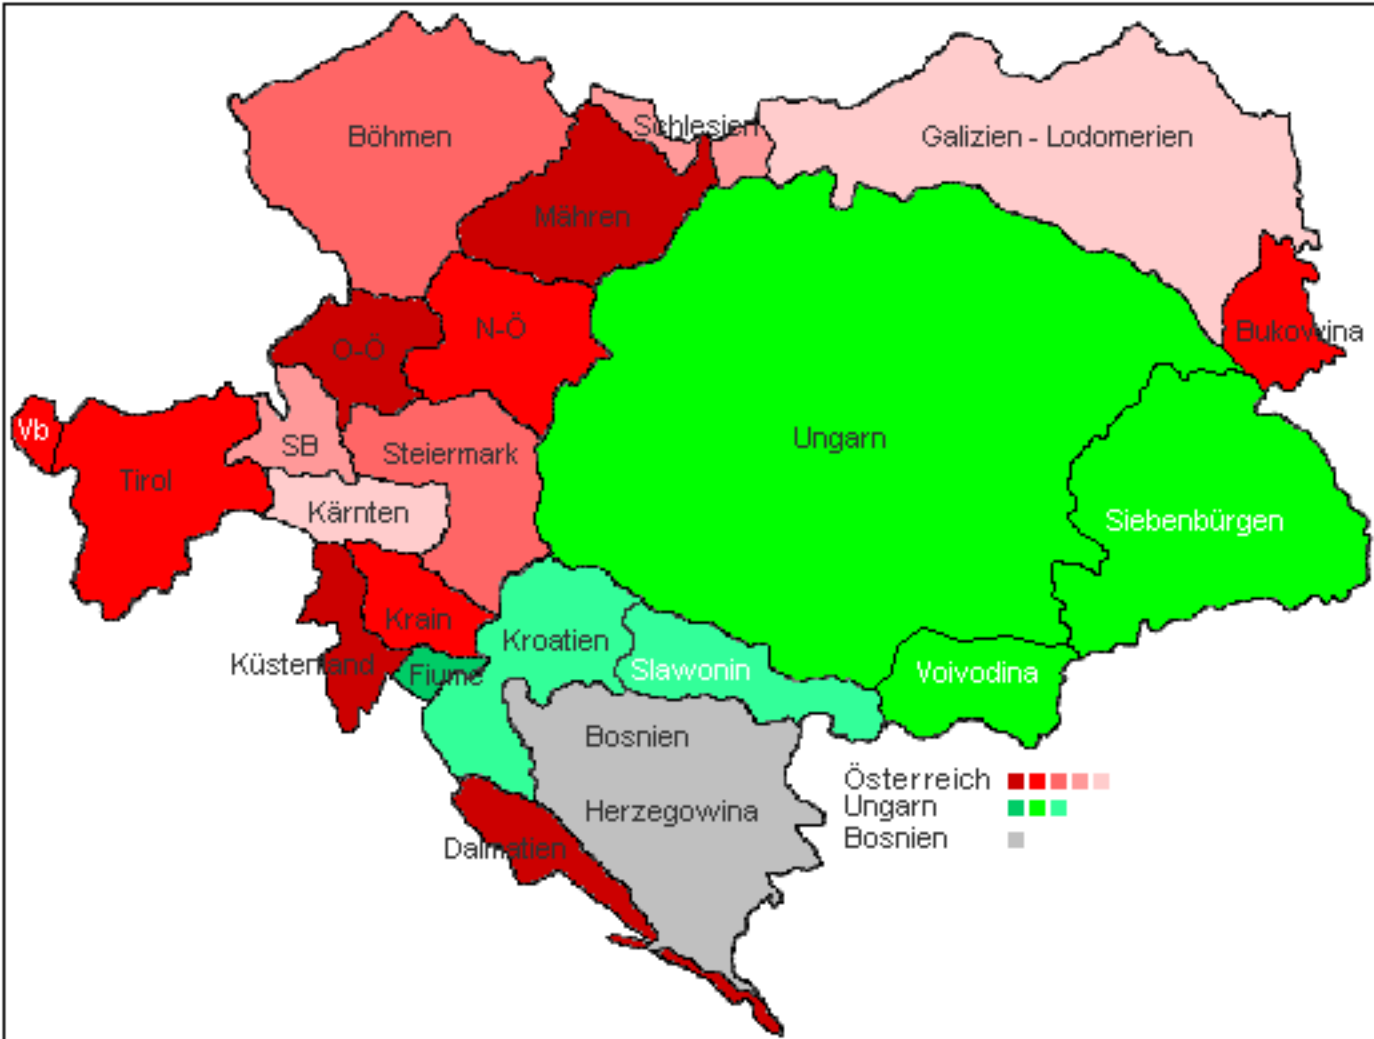 Böhmen
Schlesien
Galizien - Lodomerien
Mähren
N-Ö
O-Ö
Bukowina
Vb
SB
Steiermark
Ungarn
Tirol
Kärnten
Siebenbürgen
Krain
Kroatien
Küstenland
Fiume
Slawonin
Voivodina
Bosnien
Herzegowina
Dalmatien
Österreich
Ungarn
Bosnien